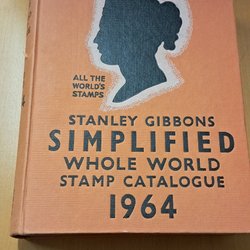 ALL THE
WORLD'S
STAMPS
STANLEY GIBBONS
SIMPLIFIED
WHOLE WORLD
STAMP CATALOGUE
1964